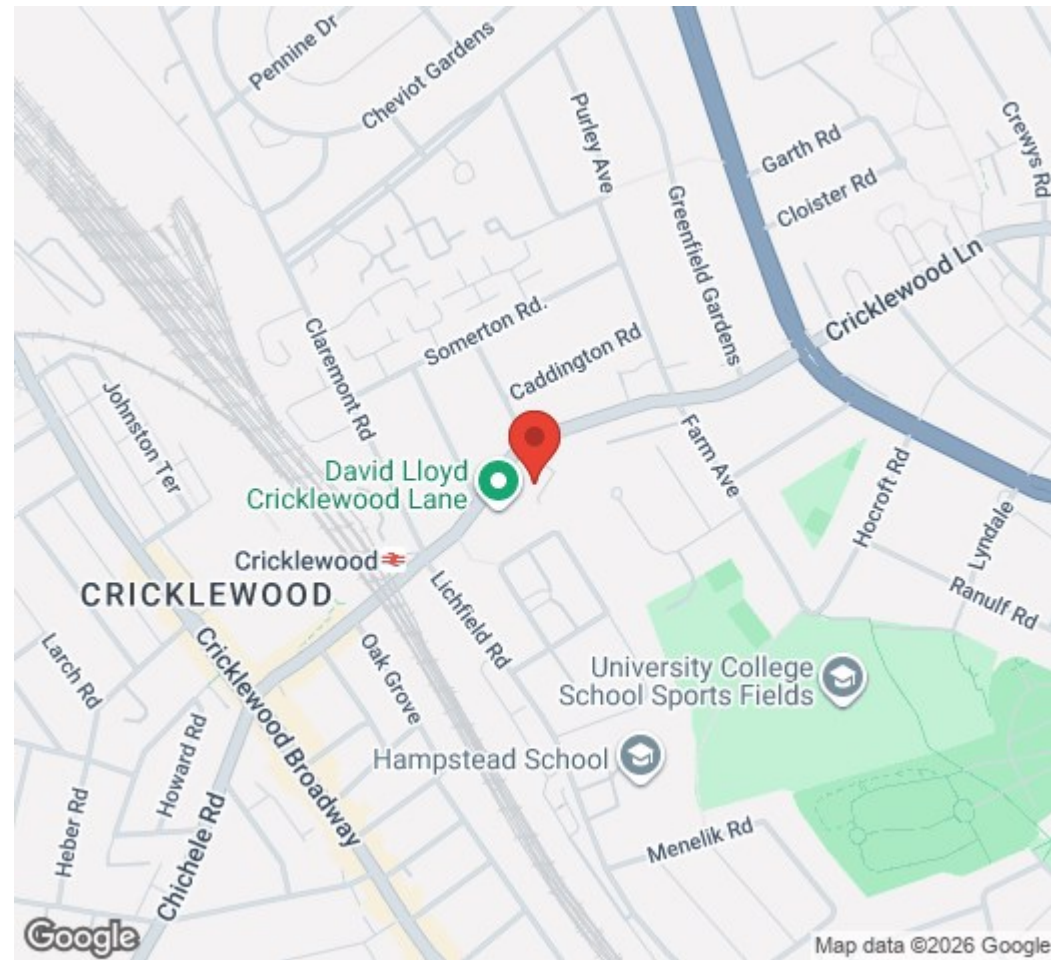 Pennine Dr
Cheviot Gardens
Purley Ave
Garth Rd
Crewys Rd
Cloister Rd
Greenfield Gardens
Cricklewood Ln
Claremont Rd
Somerton Rd.
Caddington Rd
Johnston Ter
Farm Ave
David Lloyd
Cricklewood Lane
Hocroft Rd
Lyndale
Cricklewood
CRICKLEWOOD
Lichfield Rd
Ranulf Rd
Larch Rd
Cricklewood Broadway
Oak Grove
University College
School Sports Fields
Howard Rd
Hampstead School
Heber Rd
Chichele Rd
Menelik Rd
Google
Map data ©2026 Google